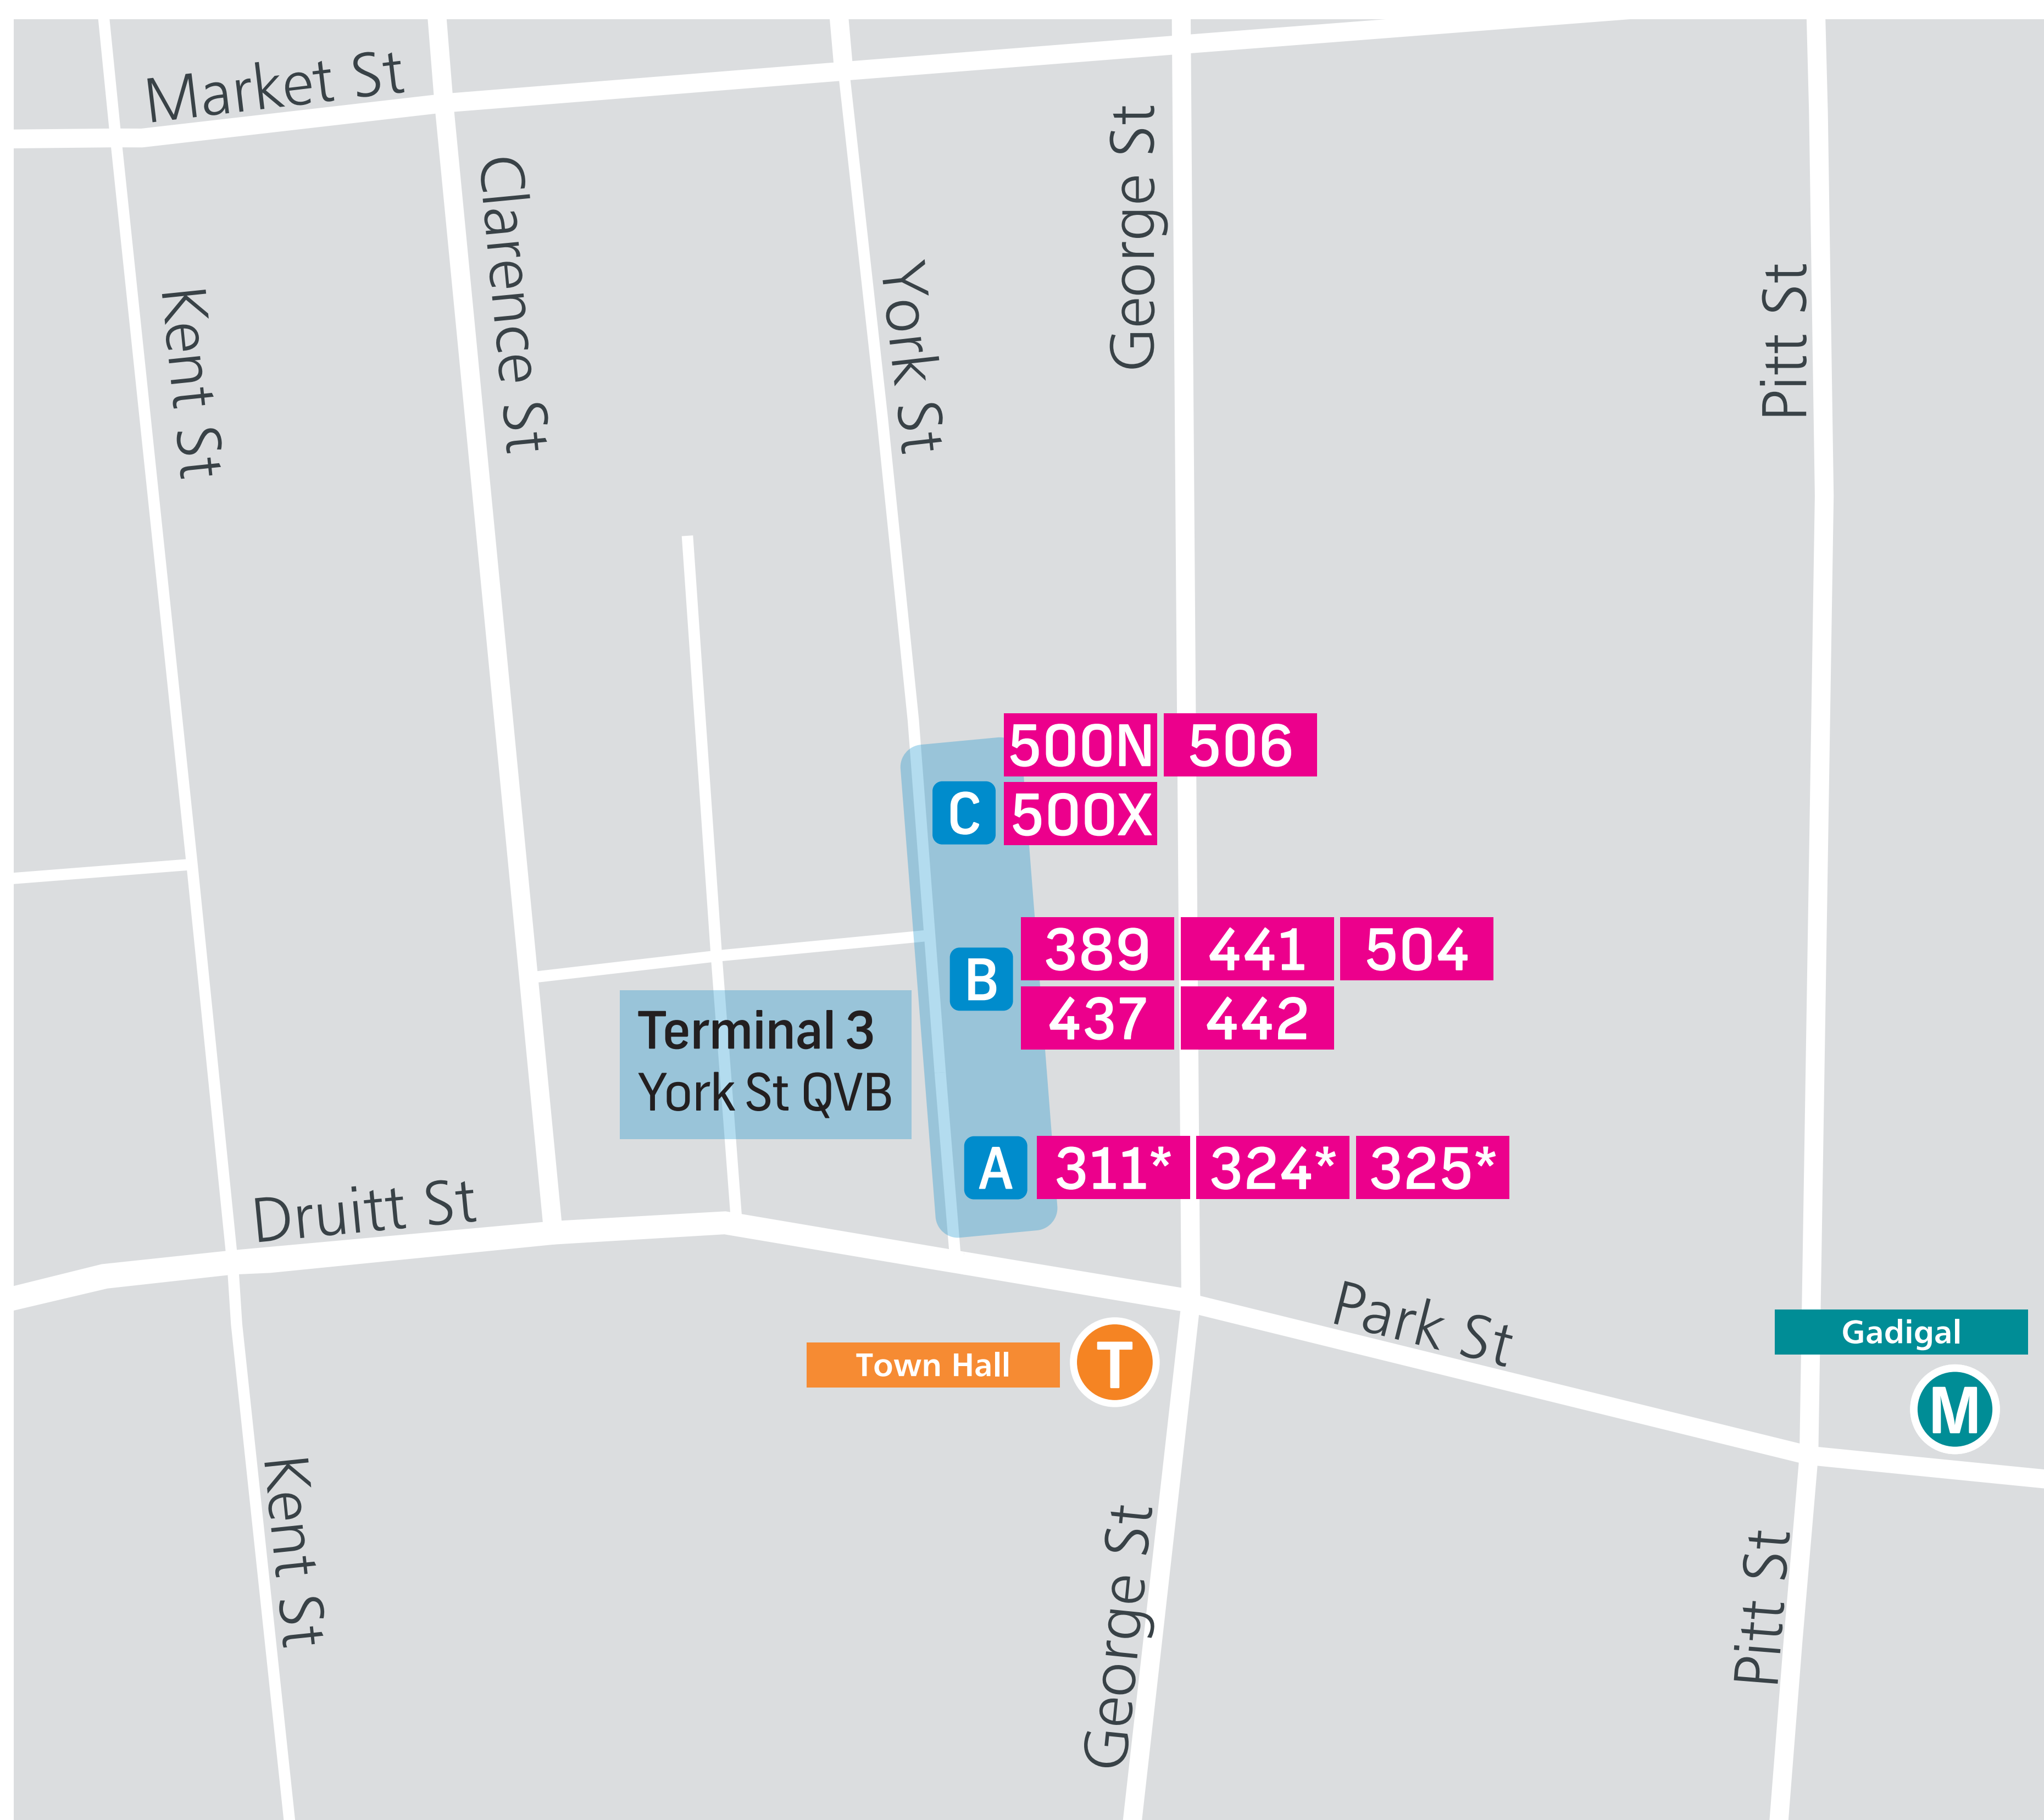 Market St
Kent St
Clarence St
York St
George St
Pitt St
C
500N 506
500X
B
389 441 504
437 442
Terminal 3
York St QVB
A
311* 324* 325*
Druitt St
Park St
Town Hall
T
Gadigal
M
Kent St
George St
Pitt St